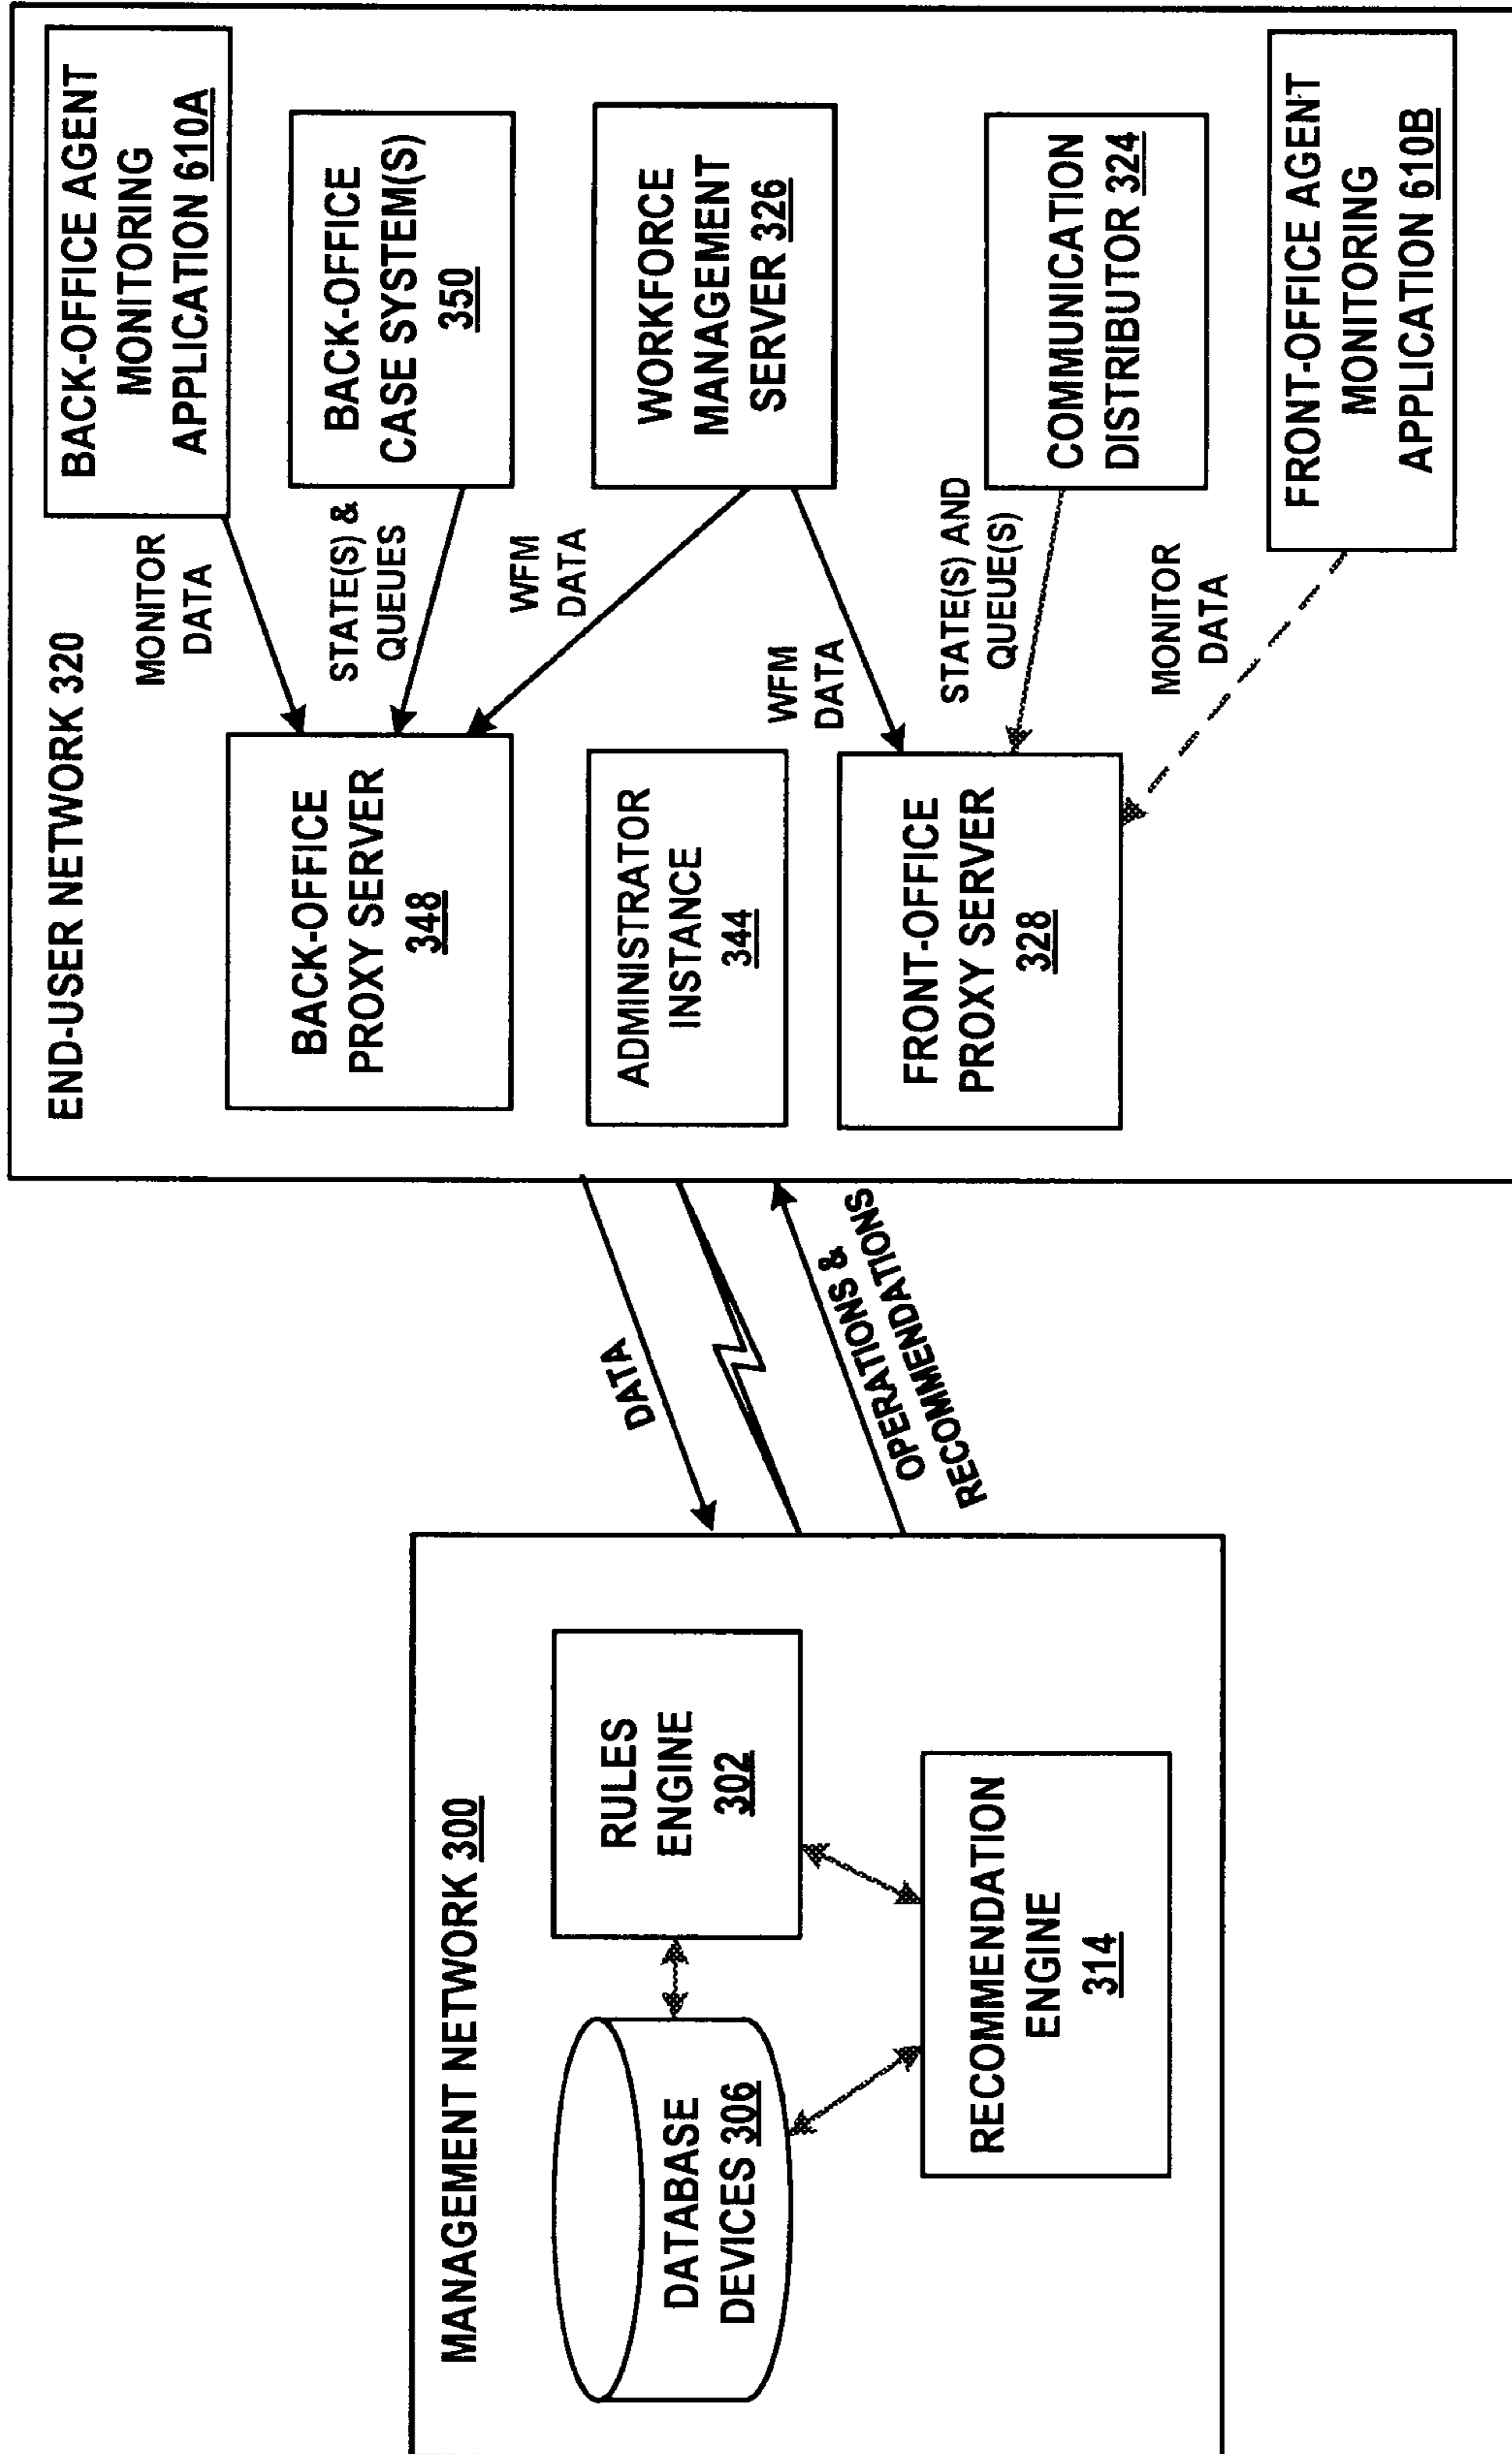 MANAGEMENT NETWORK 300
DATABASE
DEVICES 306
RULES
ENGINE
302
RECOMMENDATION
ENGINE
314
DATA
OPERATIONS &
RECOMMENDATIONS
END-USER NETWORK 320
BACK-OFFICE
PROXY SERVER
348
ADMINISTRATOR
INSTANCE
344
FRONT-OFFICE
PROXY SERVER
328
MONITOR
DATA
STATE(S) &
QUEUES
WFM
DATA
WFM
DATA
STATE(S) AND
QUEUE(S)
MONITOR
DATA
BACK-OFFICE AGENT
MONITORING
APPLICATION 610A
BACK-OFFICE
CASE SYSTEM(S)
350
WORKFORCE
MANAGEMENT
SERVER 326
COMMUNICATION
DISTRIBUTOR 324
FRONT-OFFICE AGENT
MONITORING
APPLICATION 610B